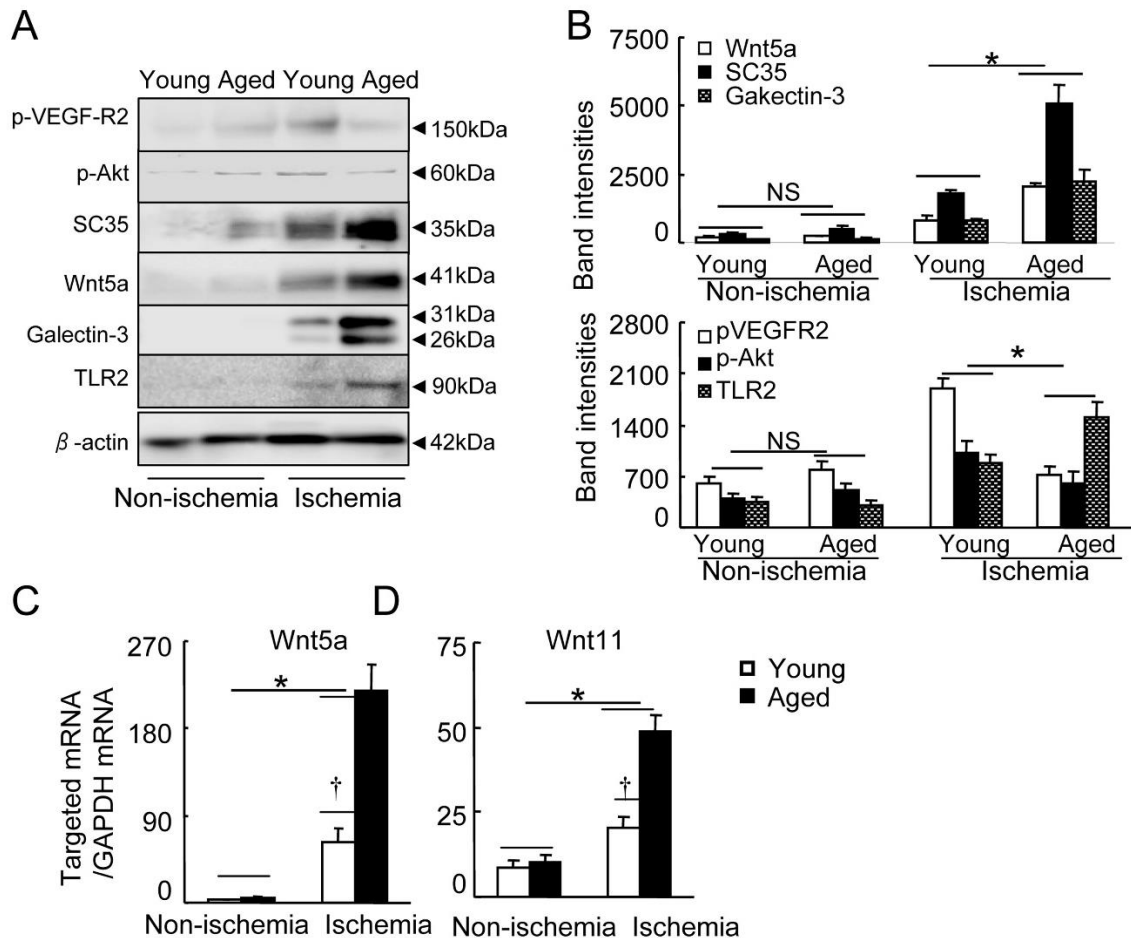 A
Young Aged Young Aged
p-VEGF-R2
◄150kDa
p-Akt
◄60kDa
SC35
◄35kDa
Wnt5a
◄41kDa
Galectin-3
◄31kDa
◄26kDa
TLR2
◄90kDa
β-actin
◄42kDa
Non-ischemia Ischemia
B
Band intensities
7500
5000
2500
0
Wnt5a
SC35
Gakectin-3
NS
*
Young Aged Young Aged
Non-ischemia Ischemia
Band intensities
2800
2100
1400
700
0
pVEGFR2
p-Akt
TLR2
NS
*
Young Aged Young Aged
Non-ischemia Ischemia
C
Targeted mRNA
/GAPDH mRNA
Wnt5a
270
180
90
0
*
†
Non-ischemia Ischemia
D
Wnt11
75
50
25
0
*
†
Non-ischemia Ischemia
Young
Aged